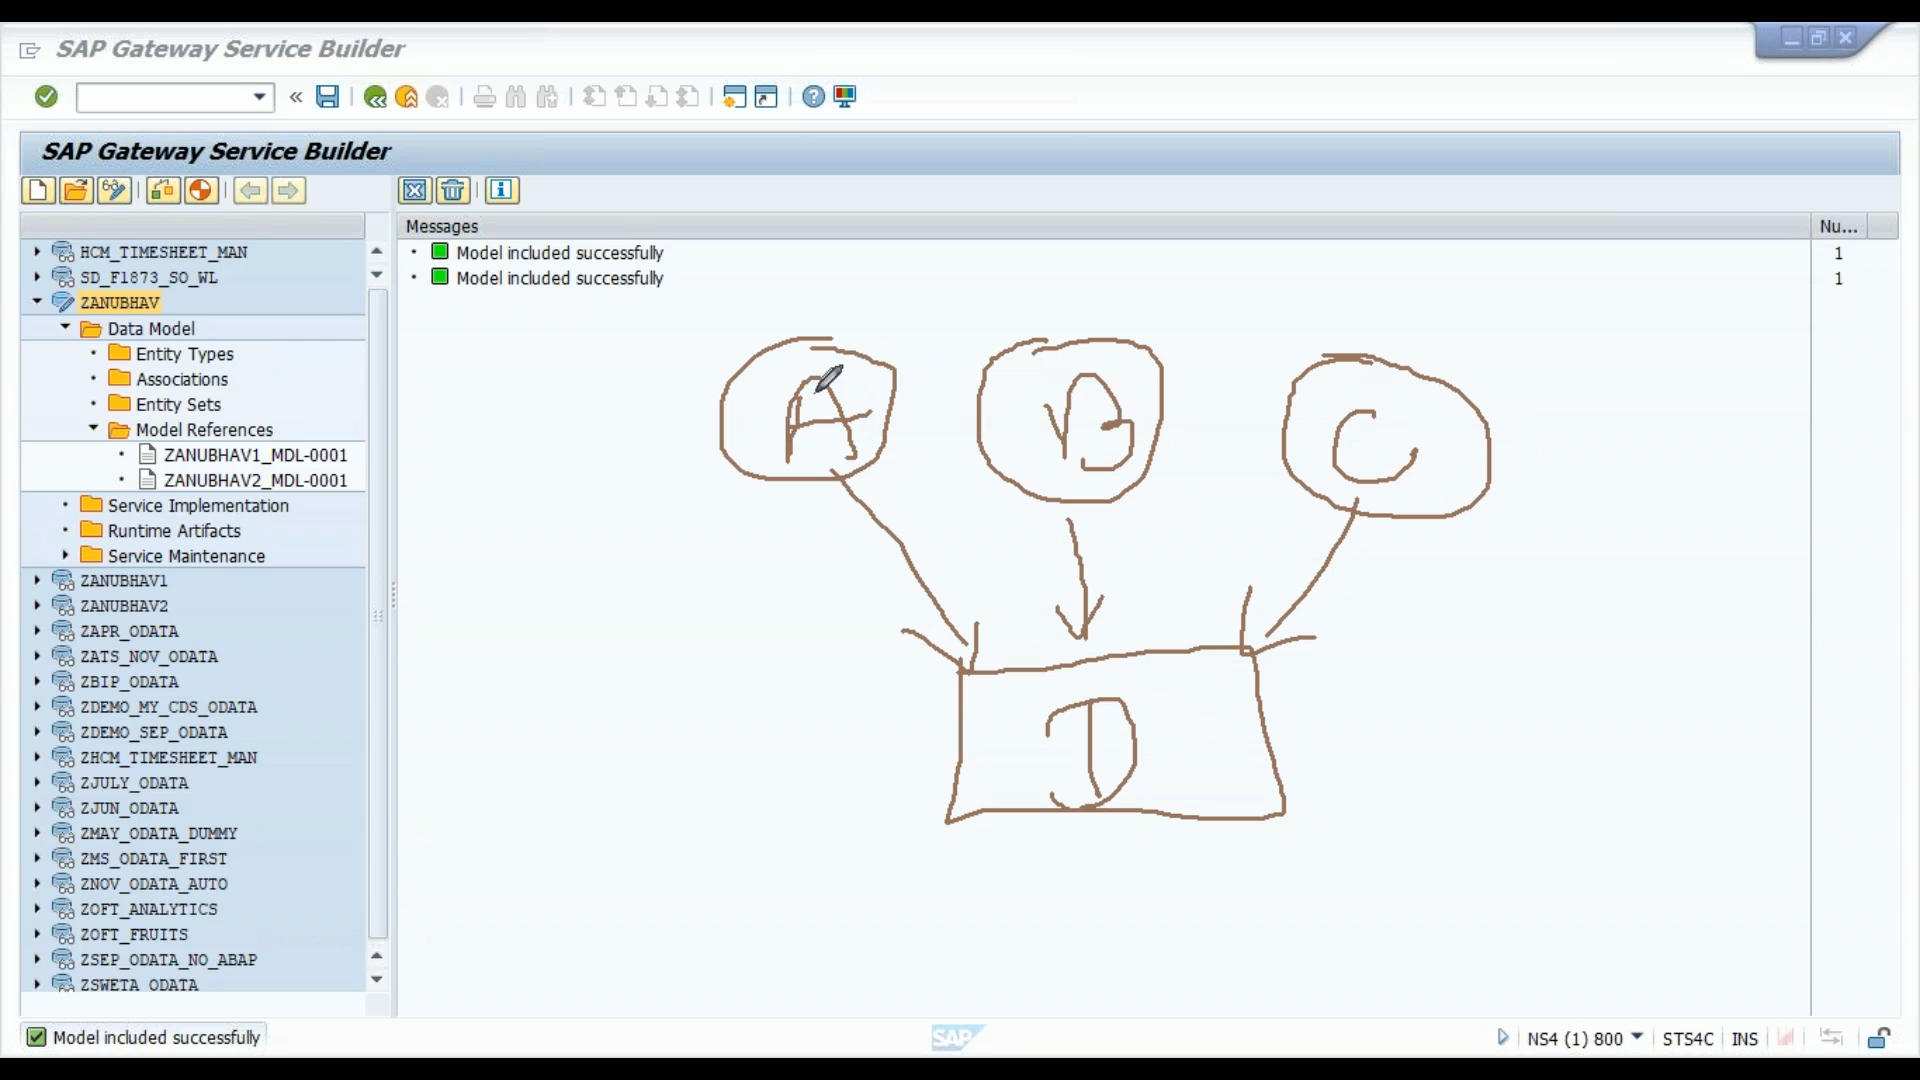 SAP Gateway Service Builder
SAP Gateway Service Builder
Messages
Nu...
HCM_TIMESHEET_MAN
Model included successfully
1
SD_F1873_SO_WL
Model included successfully
1
ZANUBHAV
Data Model
Entity Types
Associations
Entity Sets
Model References
ZANUBHAV1_MDL-0001
ZANUBHAV2_MDL-0001
Service Implementation
Runtime Artifacts
Service Maintenance
ZANUBHAV1
ZANUBHAV2
ZAPR_ODATA
ZATS_NOV_ODATA
ZBIP_ODATA
ZDEMO_MY_CDS_ODATA
ZDEMO_SEP_ODATA
ZHCM_TIMESHEET_MAN
ZJULY_ODATA
ZJUN_ODATA
ZMAY_ODATA_DUMMY
ZMS_ODATA_FIRST
ZNOV_ODATA_AUTO
ZOFT_ANALYTICS
ZOFT_FRUITS
ZSEP_ODATA_NO_ABAP
ZSWETA_ODATA
A B C
D
Model included successfully
SAP
NS4 (1) 800 STS4C INS